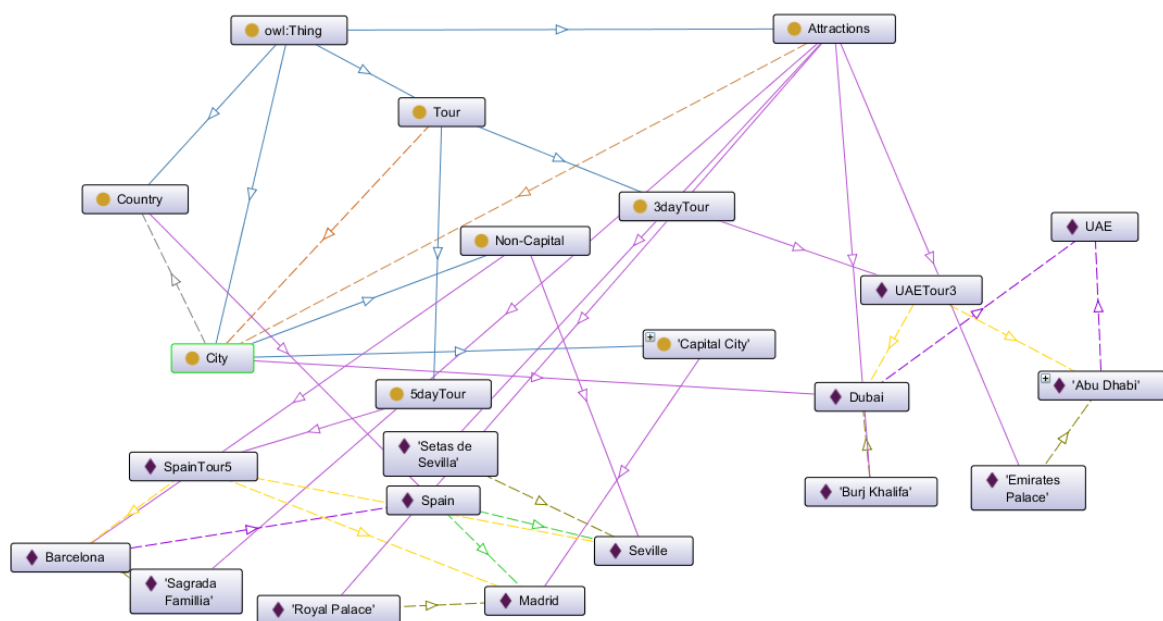 owl:Thing
Attractions
Tour
Country
3dayTour
Non-Capital
UAE
UAETour3
City
'Capital City'
5dayTour
Dubai
'Abu Dhabi'
'Setas de
Sevilla'
SpainTour5
'Burj Khalifa'
'Emirates
Palace'
Spain
Barcelona
Seville
'Sagrada
Famillia'
'Royal Palace'
Madrid